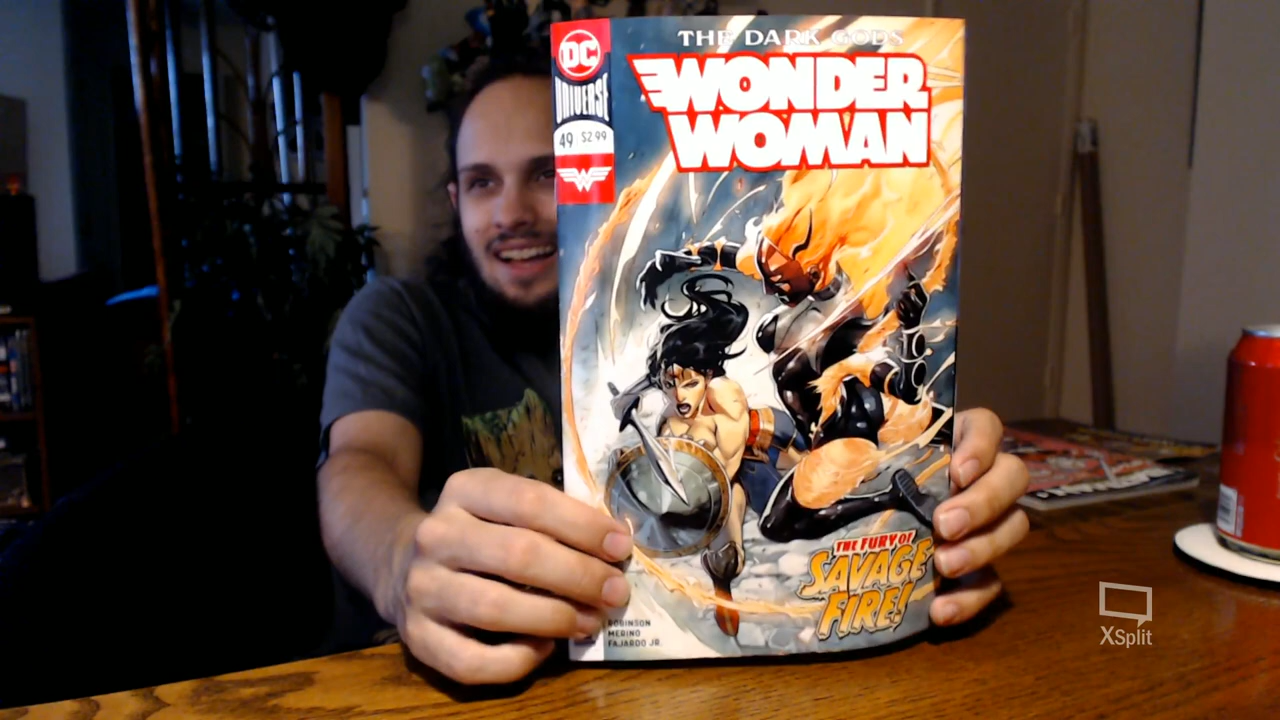 THE DARK GODS
DC
UNIVERSE
49 $2.99
W
WONDER
WOMAN
THE FURY OF
SAVAGE
FIRE!
ROBINSON
MERINO
FAJARDO JR.
XSplit